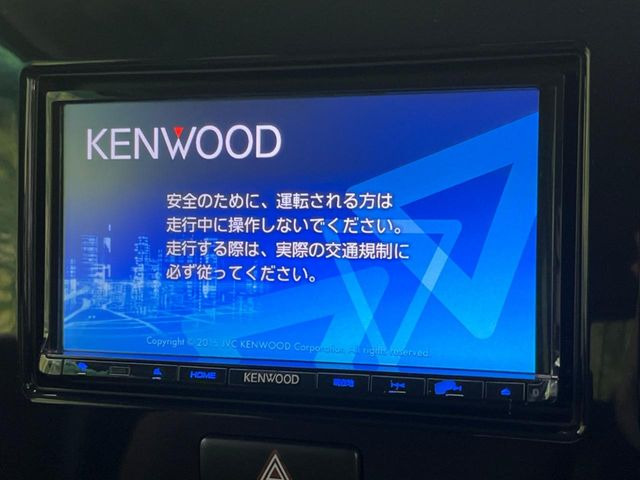 KENWOOD
安全のために、運転される方は
走行中に操作しないでください。
走行する際は、実際の交通規制に
必ず従ってください。
Copyright © 2015 JVC KENWOOD Corporation. All rights reserved.
HOME KENWOOD 現在地